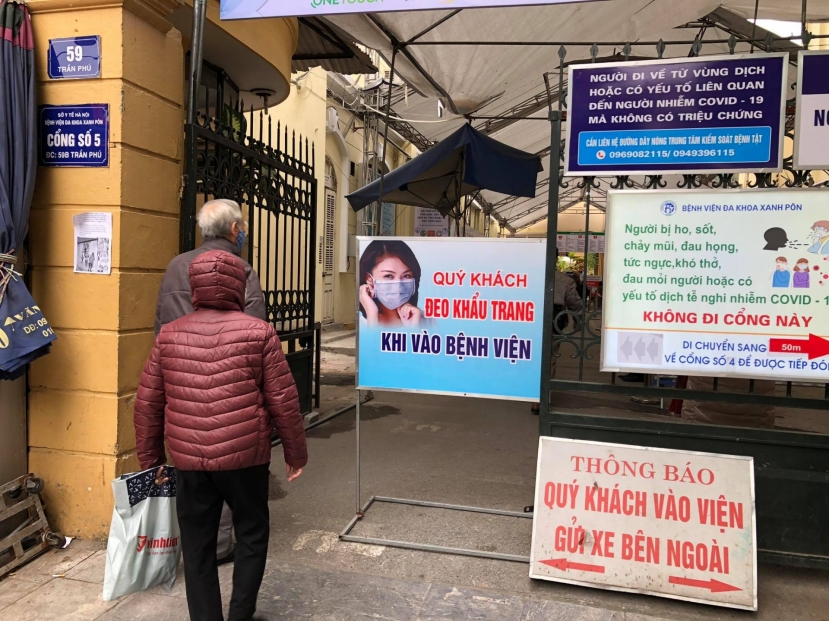 59
TRẦN PHÚ
SỞ Y TẾ HÀ NỘI
BỆNH VIỆN ĐA KHOA XANH PÔN
CỔNG SỐ 5
ĐC: 59B TRẦN PHÚ
ONETOUCH
QUÝ KHÁCH
ĐEO KHẨU TRANG
KHI VÀO BỆNH VIỆN
NGƯỜI ĐI VỀ TỪ VÙNG DỊCH
HOẶC CÓ YẾU TỐ LIÊN QUAN
ĐẾN NGƯỜI NHIỄM COVID - 19
MÀ KHÔNG CÓ TRIỆU CHỨNG
CẦN LIÊN HỆ ĐƯỜNG DÂY NÓNG TRUNG TÂM KIỂM SOÁT BỆNH TẬT
0969082115/ 0949396115
BỆNH VIỆN ĐA KHOA XANH PÔN
Người bị ho, sốt,
chảy mũi, đau họng,
tức ngực,khó thở,
đau mỏi người hoặc có
yếu tố dịch tễ nghi nhiễm COVID - 1
KHÔNG ĐI CỔNG NÀY
DI CHUYỂN SANG 50m
VỀ CỔNG SỐ 4 ĐỂ ĐƯỢC TIẾP ĐÓN
THÔNG BÁO
QUÝ KHÁCH VÀO VIỆN
GỬI XE BÊN NGOÀI